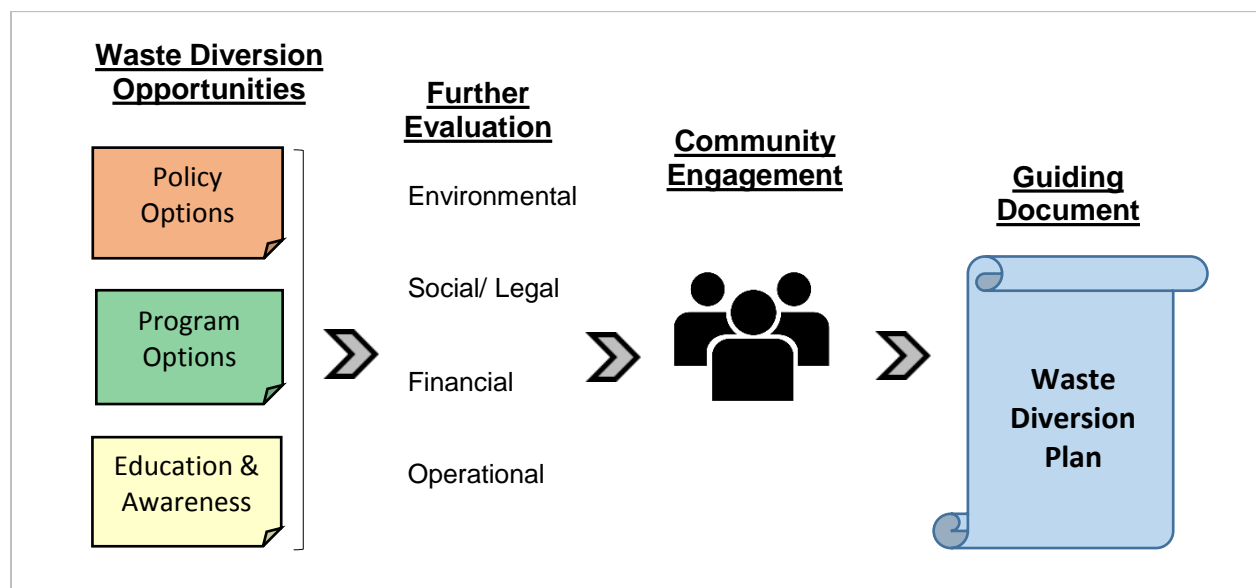 Waste Diversion
Opportunities
Policy
Options
Program
Options
Education &
Awareness
Further
Evaluation
Environmental
Social/ Legal
Financial
Operational
Community
Engagement
Guiding
Document
Waste
Diversion
Plan